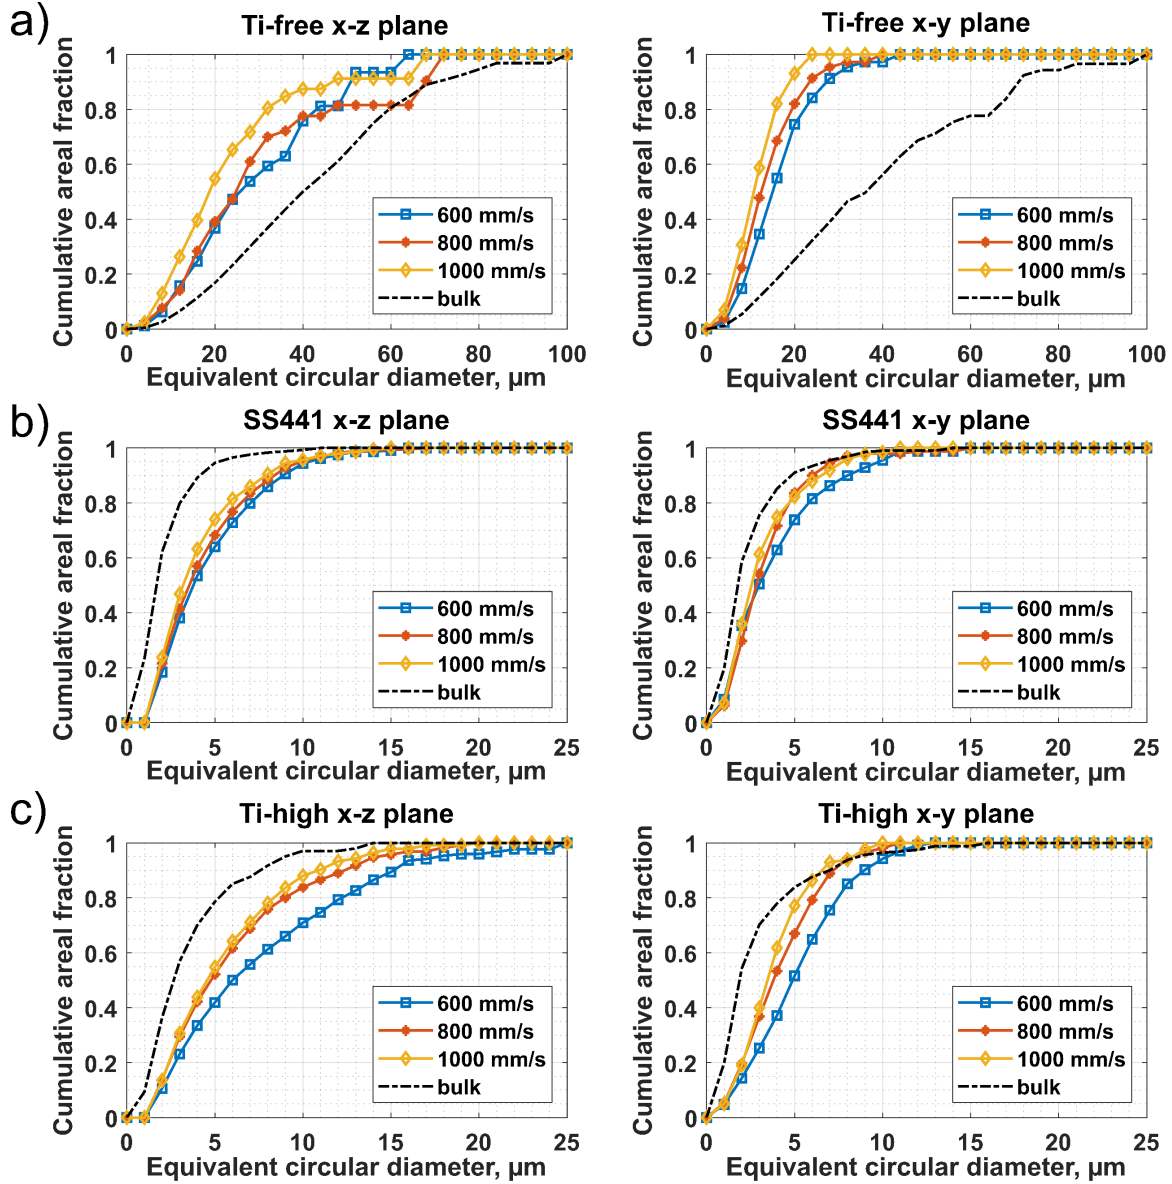 a)
Ti-free x-z plane
Cumulative areal fraction
1
0.8
0.6
0.4
0.2
0
0 20 40 60 80 100
Equivalent circular diameter, µm
600 mm/s
800 mm/s
1000 mm/s
bulk
Ti-free x-y plane
Cumulative areal fraction
1
0.8
0.6
0.4
0.2
0
0 20 40 60 80 100
Equivalent circular diameter, µm
600 mm/s
800 mm/s
1000 mm/s
bulk
b)
SS441 x-z plane
Cumulative areal fraction
1
0.8
0.6
0.4
0.2
0
0 5 10 15 20 25
Equivalent circular diameter, µm
600 mm/s
800 mm/s
1000 mm/s
bulk
SS441 x-y plane
Cumulative areal fraction
1
0.8
0.6
0.4
0.2
0
0 5 10 15 20 25
Equivalent circular diameter, µm
600 mm/s
800 mm/s
1000 mm/s
bulk
c)
Ti-high x-z plane
Cumulative areal fraction
1
0.8
0.6
0.4
0.2
0
0 5 10 15 20 25
Equivalent circular diameter, µm
600 mm/s
800 mm/s
1000 mm/s
bulk
Ti-high x-y plane
Cumulative areal fraction
1
0.8
0.6
0.4
0.2
0
0 5 10 15 20 25
Equivalent circular diameter, µm
600 mm/s
800 mm/s
1000 mm/s
bulk